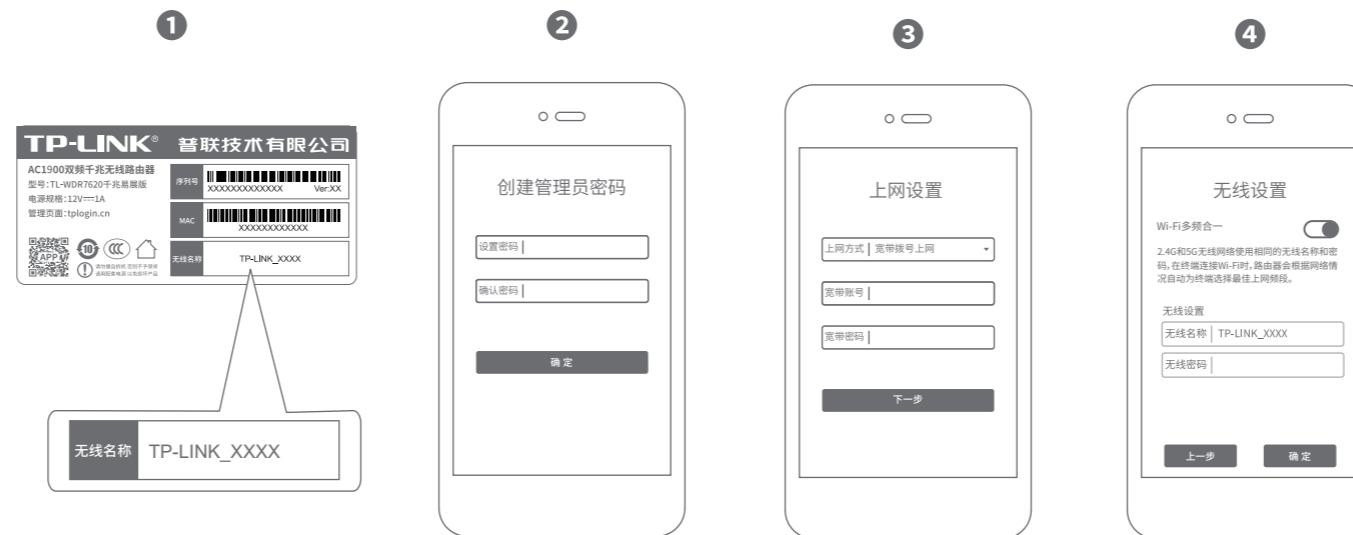 1
2
3
4
TP-LINK® 普联技术有限公司
AC1900双频千兆无线路由器
型号:TL-WDR7620千兆易展版
电源规格:12V⎓1A
管理页面:tplogin.cn
APP
10
CCC
序列号
XXXXXXXXXXXXX Ver:XX
MAC
XXXXXXXXXXXX
无线名称 TP-LINK_XXXX
无线名称 TP-LINK_XXXX
创建管理员密码
设置密码
确认密码
确定
上网设置
上网方式 宽带拨号上网
宽带账号
宽带密码
下一步
无线设置
Wi-Fi多频合一
2.4G和5G无线网络使用相同的无线名称和密
码,在终端连接Wi-Fi时,路由器会根据网络情
况自动为终端选择最佳上网频段。
无线设置
无线名称 TP-LINK_XXXX
无线密码
上一步 确定